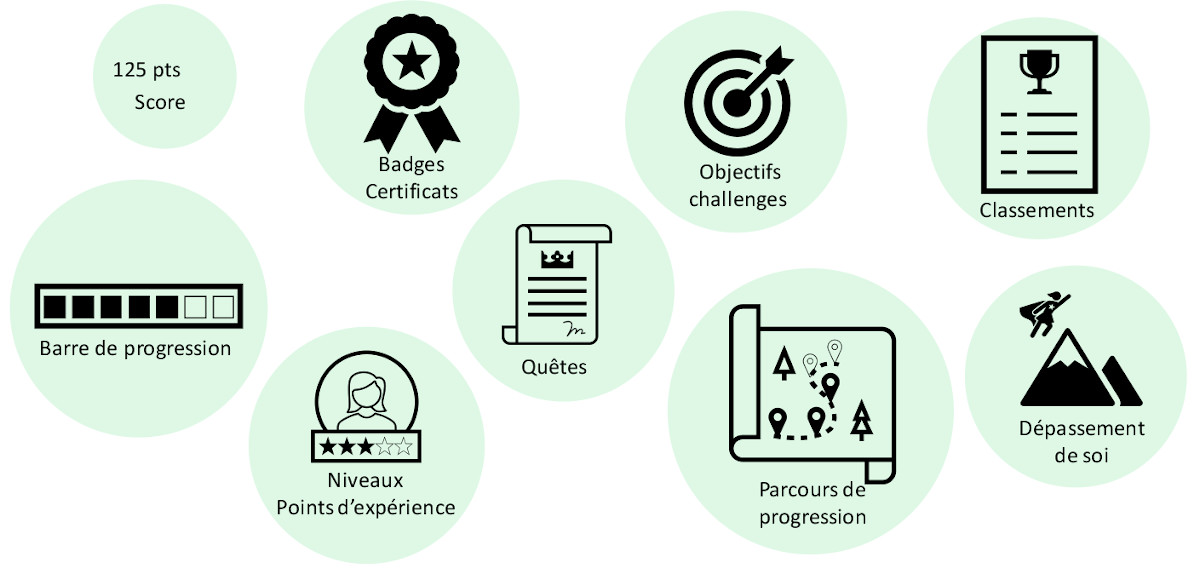 125 pts
Score
Badges
Certificats
Objectifs
challenges
Classements
Barre de progression
Quêtes
Niveaux
Points d’expérience
Parcours de
progression
Dépassement
de soi